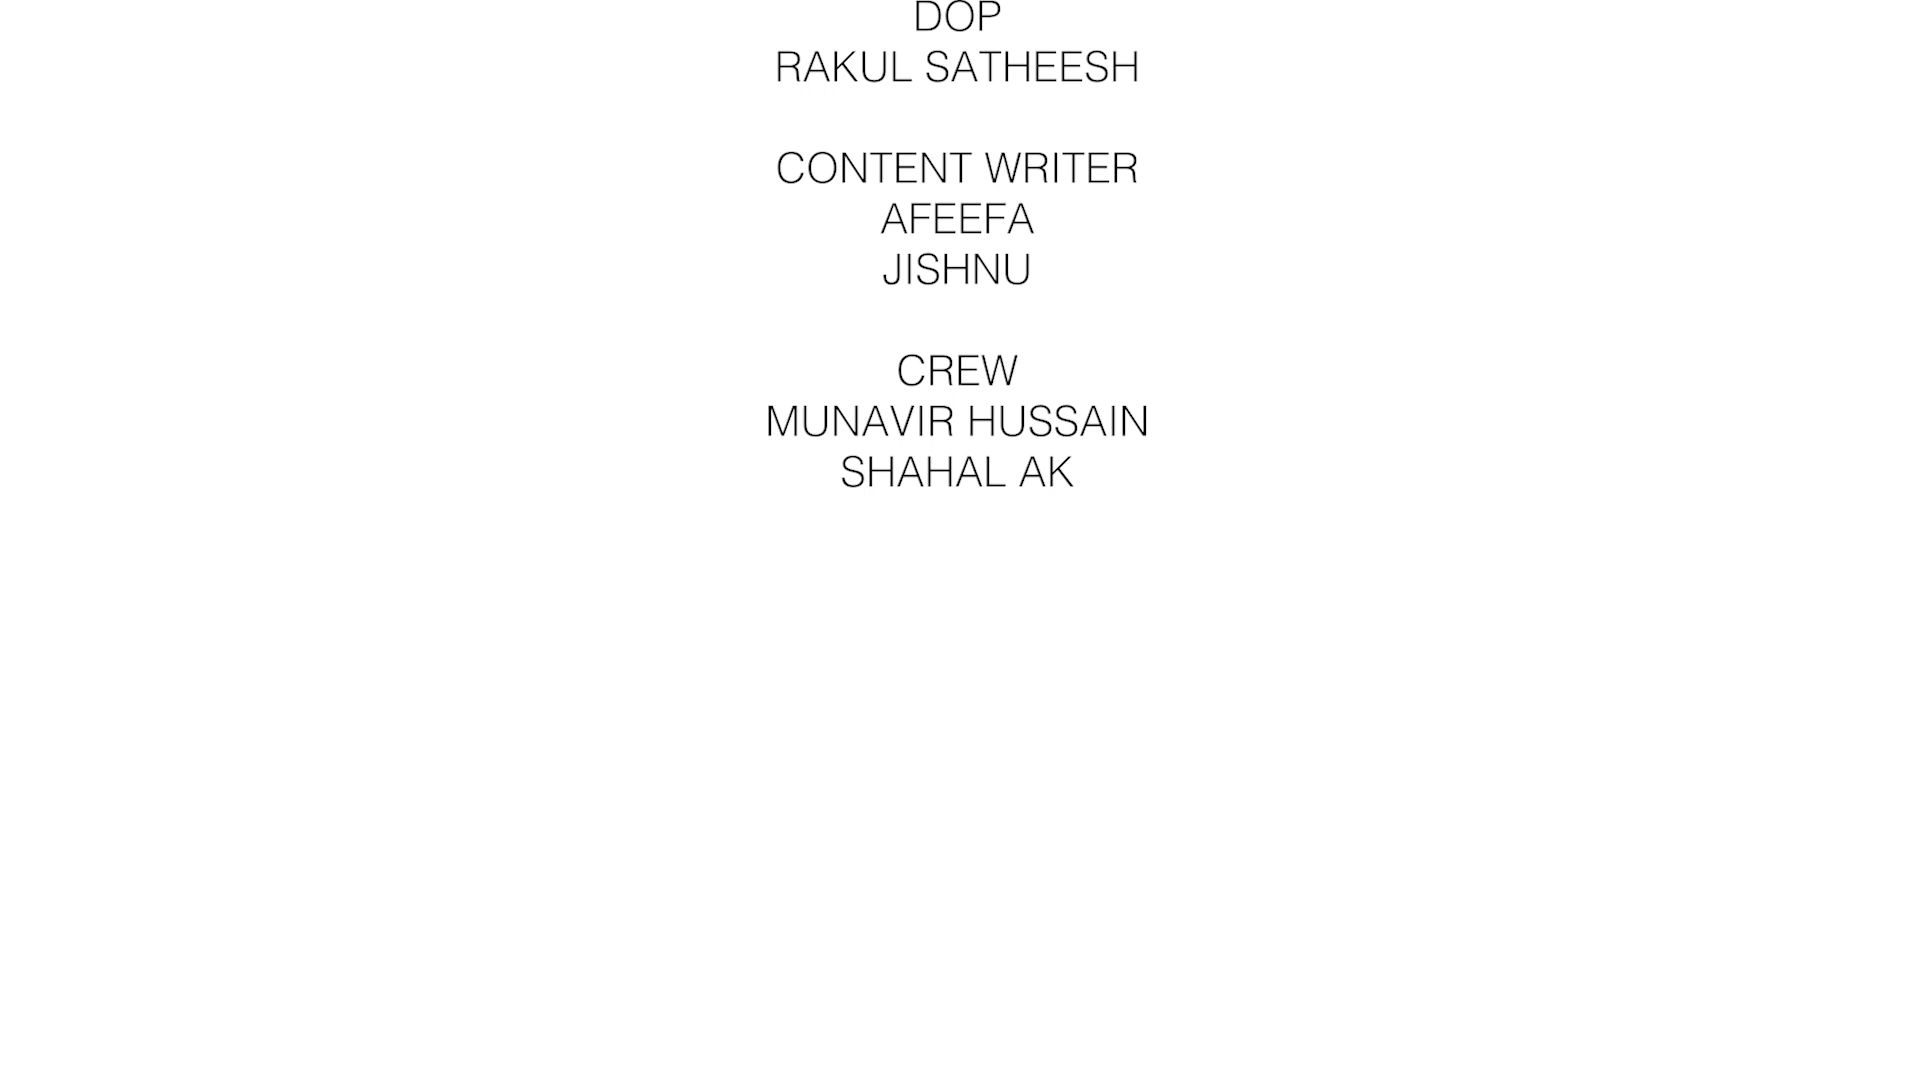 DOP
RAKUL SATHEESH
CONTENT WRITER
AFEEFA
JISHNU
CREW
MUNAVIR HUSSAIN
SHAHAL AK